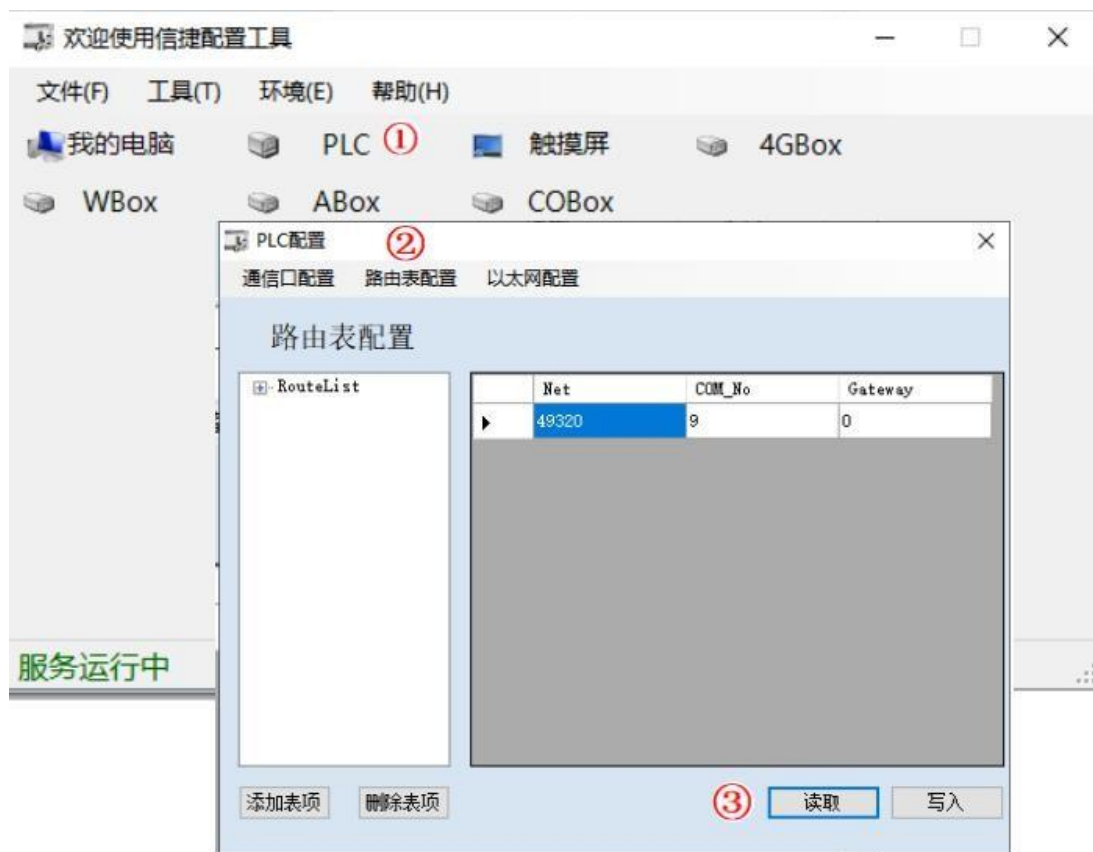 欢迎使用信捷配置工具
文件(F) 工具(T) 环境(E) 帮助(H)
我的电脑 PLC ① 触摸屏 4GBox
WBox ABox COBox
PLC配置 ②
通信口配置 路由表配置 以太网配置
路由表配置
RouteList
Net COM_No Gateway
49320 9 0
服务运行中
添加表项 删除表项 ③ 读取 写入